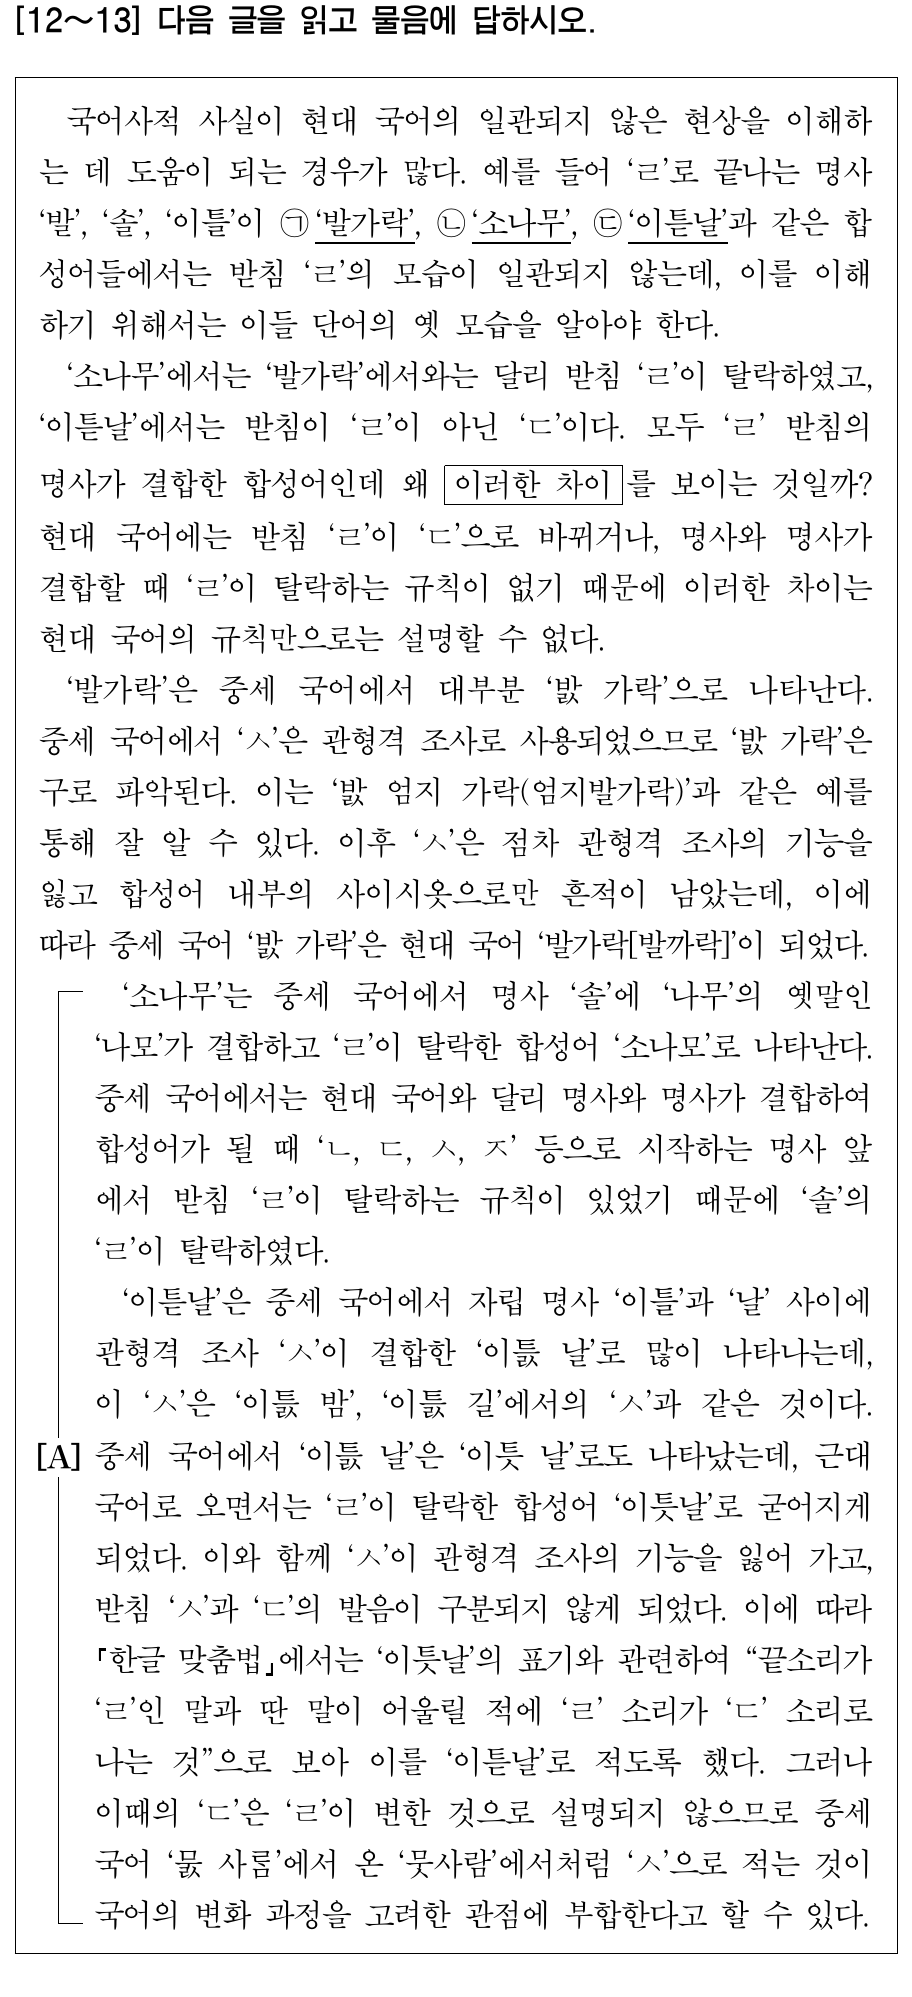 [12～13] 다음 글을 읽고 물음에 답하시오.
국어사적 사실이 현대 국어의 일관되지 않은 현상을 이해하
는 데 도움이 되는 경우가 많다. 예를 들어 ‘ㄹ’로 끝나는 명사
‘발’, ‘솔’, ‘이틀’이 ㉠‘발가락’, ㉡‘소나무’, ㉢‘이튿날’과 같은 합
성어들에서는 받침 ‘ㄹ’의 모습이 일관되지 않는데, 이를 이해
하기 위해서는 이들 단어의 옛 모습을 알아야 한다.
‘소나무’에서는 ‘발가락’에서와는 달리 받침 ‘ㄹ’이 탈락하였고,
‘이튿날’에서는 받침이 ‘ㄹ’이 아닌 ‘ㄷ’이다. 모두 ‘ㄹ’ 받침의
명사가 결합한 합성어인데 왜 이러한 차이를 보이는 것일까?
현대 국어에는 받침 ‘ㄹ’이 ‘ㄷ’으로 바뀌거나, 명사와 명사가
결합할 때 ‘ㄹ’이 탈락하는 규칙이 없기 때문에 이러한 차이는
현대 국어의 규칙만으로는 설명할 수 없다.
‘발가락’은 중세 국어에서 대부분 ‘밠 가락’으로 나타난다.
중세 국어에서 ‘ㅅ’은 관형격 조사로 사용되었으므로 ‘밠 가락’은
구로 파악된다. 이는 ‘밠 엄지 가락(엄지발가락)’과 같은 예를
통해 잘 알 수 있다. 이후 ‘ㅅ’은 점차 관형격 조사의 기능을
잃고 합성어 내부의 사이시옷으로만 흔적이 남았는데, 이에
따라 중세 국어 ‘밠 가락’은 현대 국어 ‘발가락[발까락]’이 되었다.
‘소나무’는 중세 국어에서 명사 ‘솔’에 ‘나무’의 옛말인
‘나모’가 결합하고 ‘ㄹ’이 탈락한 합성어 ‘소나모’로 나타난다.
중세 국어에서는 현대 국어와 달리 명사와 명사가 결합하여
합성어가 될 때 ‘ㄴ, ㄷ, ㅅ, ㅈ’ 등으로 시작하는 명사 앞
에서 받침 ‘ㄹ’이 탈락하는 규칙이 있었기 때문에 ‘솔’의
‘ㄹ’이 탈락하였다.
‘이튿날’은 중세 국어에서 자립 명사 ‘이틀’과 ‘날’ 사이에
관형격 조사 ‘ㅅ’이 결합한 ‘이틄 날’로 많이 나타나는데,
이 ‘ㅅ’은 ‘이틄 밤’, ‘이틄 길’에서의 ‘ㅅ’과 같은 것이다.
[A] 중세 국어에서 ‘이틄 날’은 ‘이틋 날’로도 나타났는데, 근대
국어로 오면서는 ‘ㄹ’이 탈락한 합성어 ‘이틋날’로 굳어지게
되었다. 이와 함께 ‘ㅅ’이 관형격 조사의 기능을 잃어 가고,
받침 ‘ㅅ’과 ‘ㄷ’의 발음이 구분되지 않게 되었다. 이에 따라
「한글 맞춤법」에서는 ‘이틋날’의 표기와 관련하여 “끝소리가
‘ㄹ’인 말과 딴 말이 어울릴 적에 ‘ㄹ’ 소리가 ‘ㄷ’ 소리로
나는 것”으로 보아 이를 ‘이튿날’로 적도록 했다. 그러나
이때의 ‘ㄷ’은 ‘ㄹ’이 변한 것으로 설명되지 않으므로 중세
국어 ‘뭀 사ᄅᆞᆷ’에서 온 ‘뭇사람’에서처럼 ‘ㅅ’으로 적는 것이
국어의 변화 과정을 고려한 관점에 부합한다고 할 수 있다.